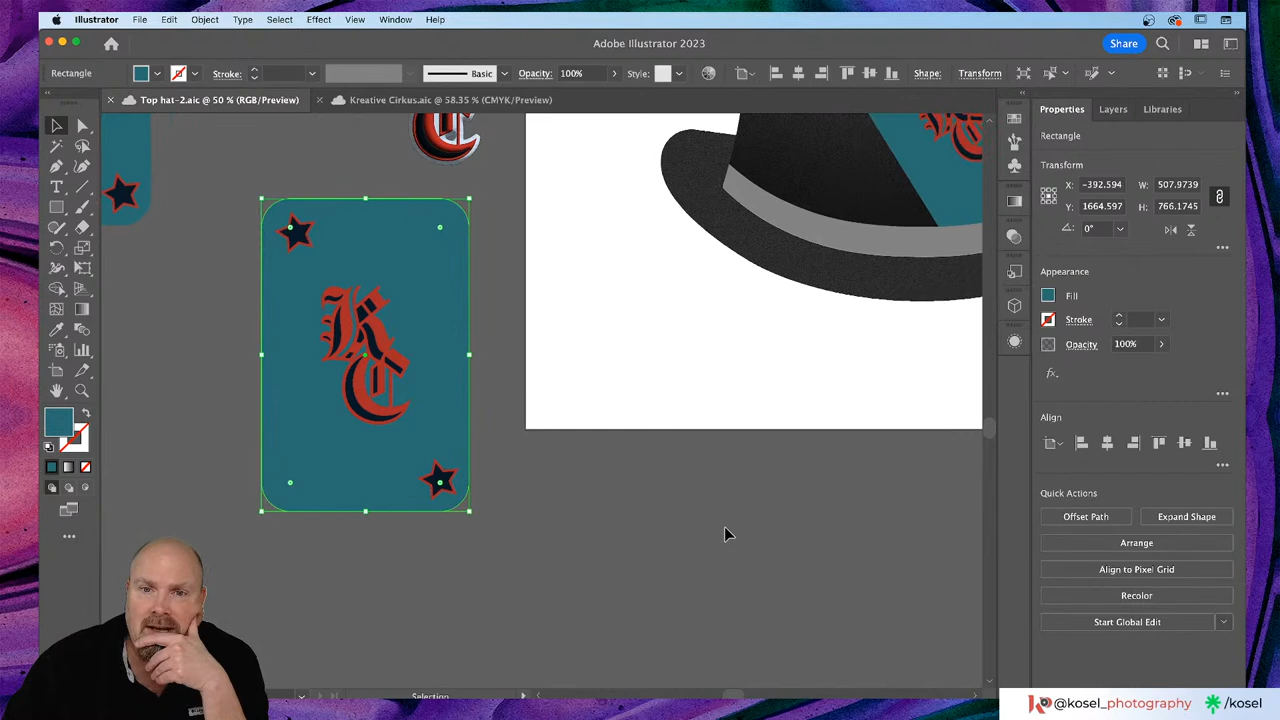 Illustrator File Edit Object Type Select Effect View Window Help
Adobe Illustrator 2023
Share
Rectangle Stroke: Basic Opacity: 100% Style: Shape: Transform
Top hat-2.aic @ 50 % (RGB/Preview) Kreative Cirkus.aic @ 58.35 % (CMYK/Preview)
Properties Layers Libraries
Rectangle
Transform
X: -392.594 W: 507.9739
Y: 1664.597 H: 766.1745
0°
Appearance
Fill
Stroke
Opacity 100%
fx.
Align
Quick Actions
Offset Path Expand Shape
Arrange
Align to Pixel Grid
Recolor
Start Global Edit
C
K
C
Selection
@kosel_photography /kosel